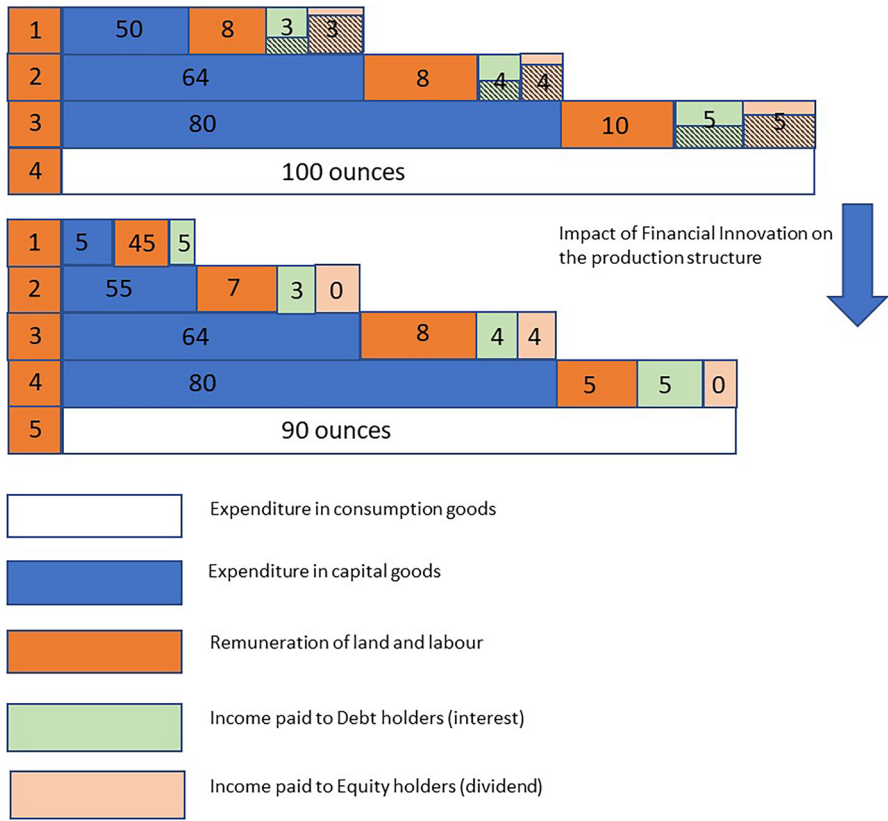 1 50 8 3 3
2 64 8 4 4
3 80 10 5 5
4 100 ounces
Impact of Financial Innovation on
the production structure
1 5 45 5
2 55 7 3 0
3 64 8 4 4
4 80 5 5 0
5 90 ounces
Expenditure in consumption goods
Expenditure in capital goods
Remuneration of land and labour
Income paid to Debt holders (interest)
Income paid to Equity holders (dividend)